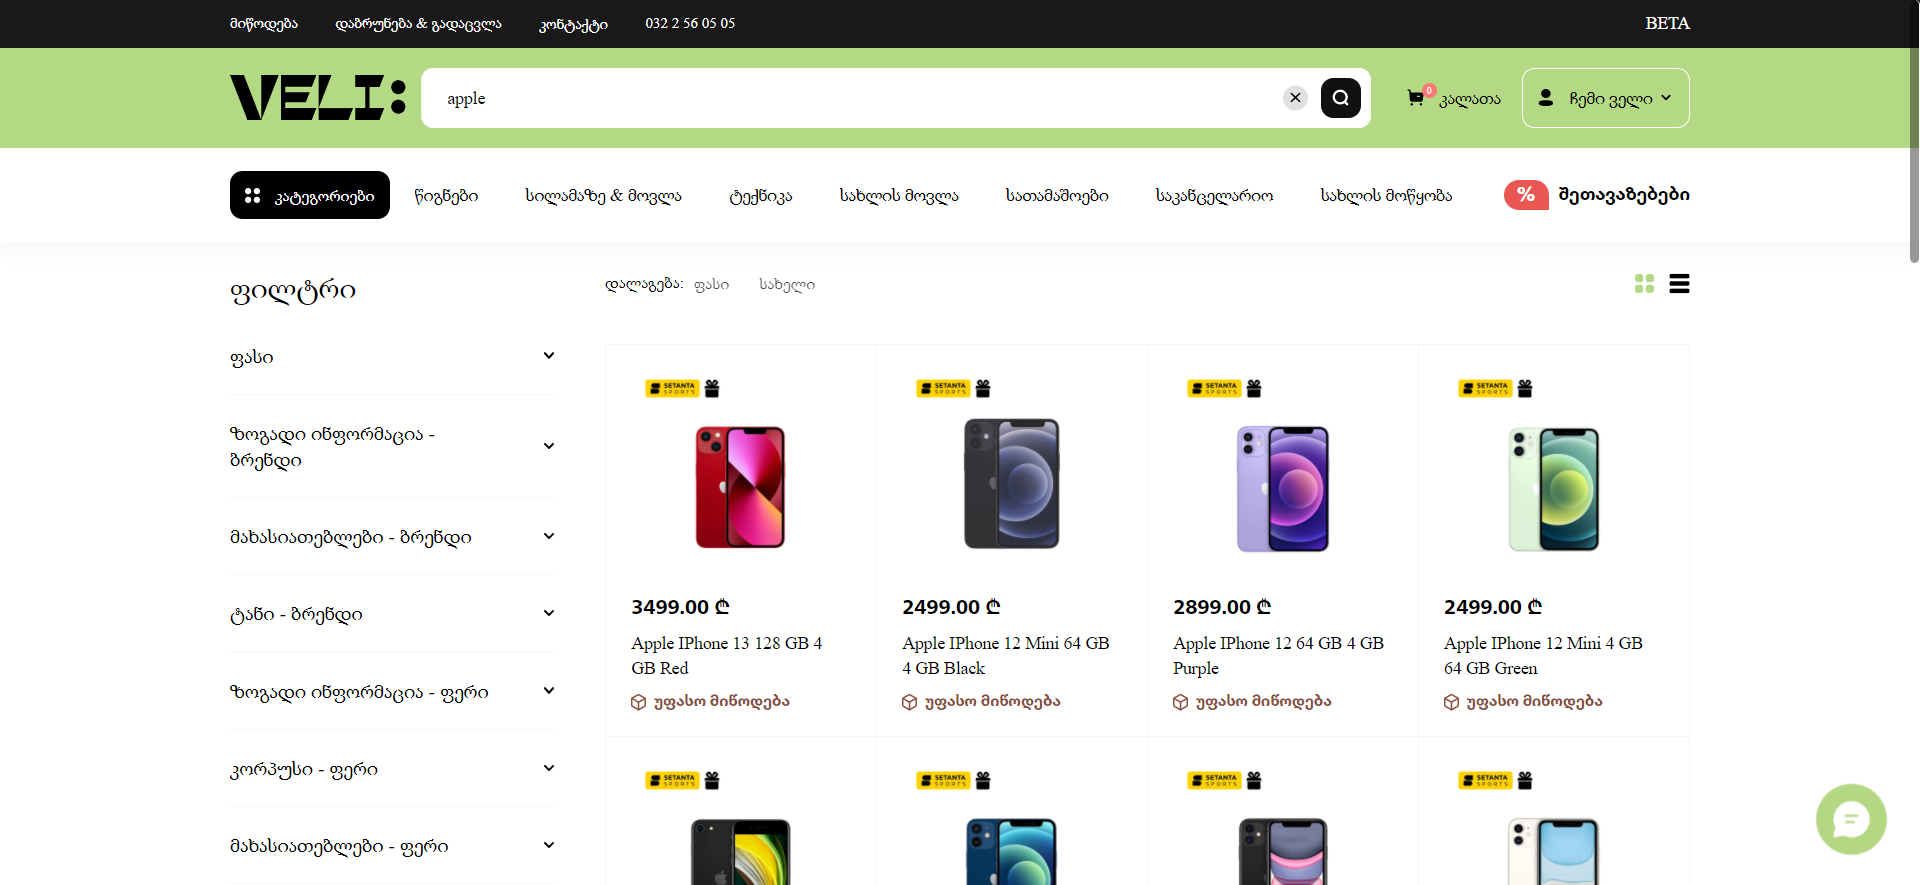 მიწოდება
დაბრუნება & გადაცვლა
კონტაქტი
032 2 56 05 05
BETA
VELI:
apple
0
კალათა
ჩემი ველი
კატეგორიები
წიგნები
სილამაზე & მოვლა
ტექნიკა
სახლის მოვლა
სათამაშოები
საკანცელარიო
სახლის მოწყობა
%
შეთავაზებები
ფილტრი
ფასი
ზოგადი ინფორმაცია -
ბრენდი
მახასიათებლები - ბრენდი
ტანი - ბრენდი
ზოგადი ინფორმაცია - ფერი
კორპუსი - ფერი
მახასიათებლები - ფერი
დალაგება:
ფასი
სახელი
SETANTA
SPORTS
3499.00 ₾
Apple IPhone 13 128 GB 4
GB Red
უფასო მიწოდება
SETANTA
SPORTS
2499.00 ₾
Apple IPhone 12 Mini 64 GB
4 GB Black
უფასო მიწოდება
SETANTA
SPORTS
2899.00 ₾
Apple IPhone 12 64 GB 4 GB
Purple
უფასო მიწოდება
SETANTA
SPORTS
2499.00 ₾
Apple IPhone 12 Mini 4 GB
64 GB Green
უფასო მიწოდება
SETANTA
SPORTS
SETANTA
SPORTS
SETANTA
SPORTS
SETANTA
SPORTS